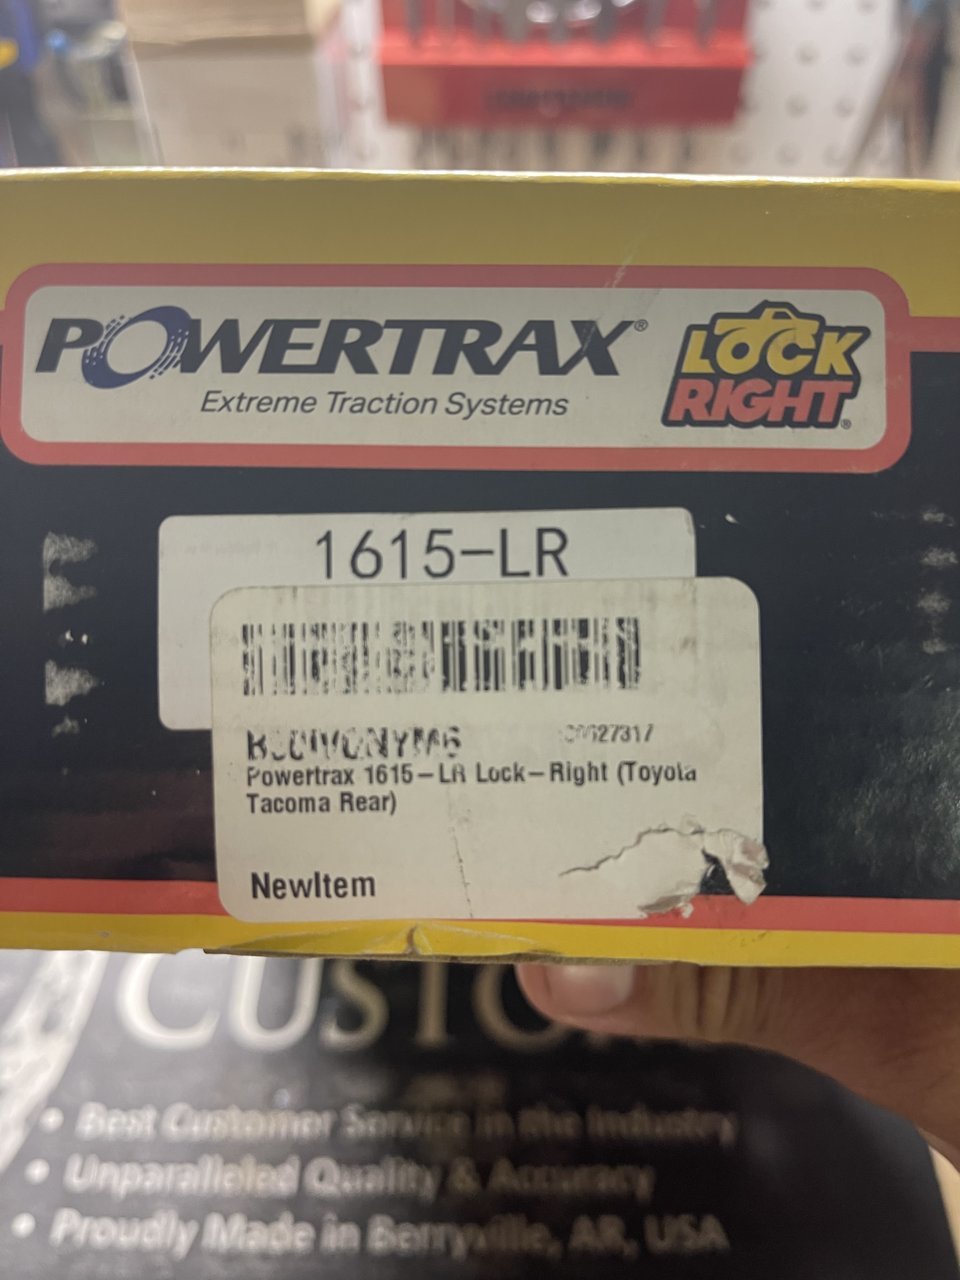 POWERTRAX®
Extreme Traction Systems
LOCK
RIGHT®
1615-LR
Powertrax 1615-LR Lock-Right (Toyota
Tacoma Rear)
NewItem
CUSTO
• Best Customer Service in the Industry
• Unparalleled Quality & Accuracy
• Proudly Made in Berryville, AR, USA